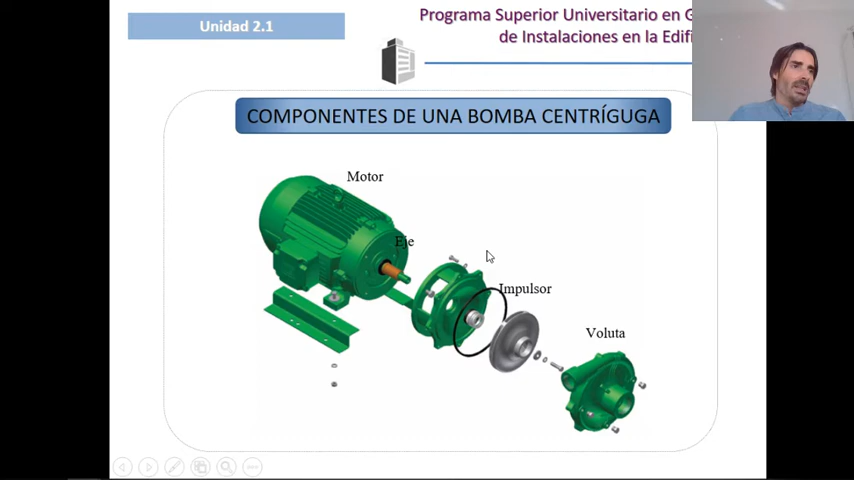 Unidad 2.1
Programa Superior Universitario en G
de Instalaciones en la Edifi
COMPONENTES DE UNA BOMBA CENTRÍGUGA
Motor
Eje
Impulsor
Voluta